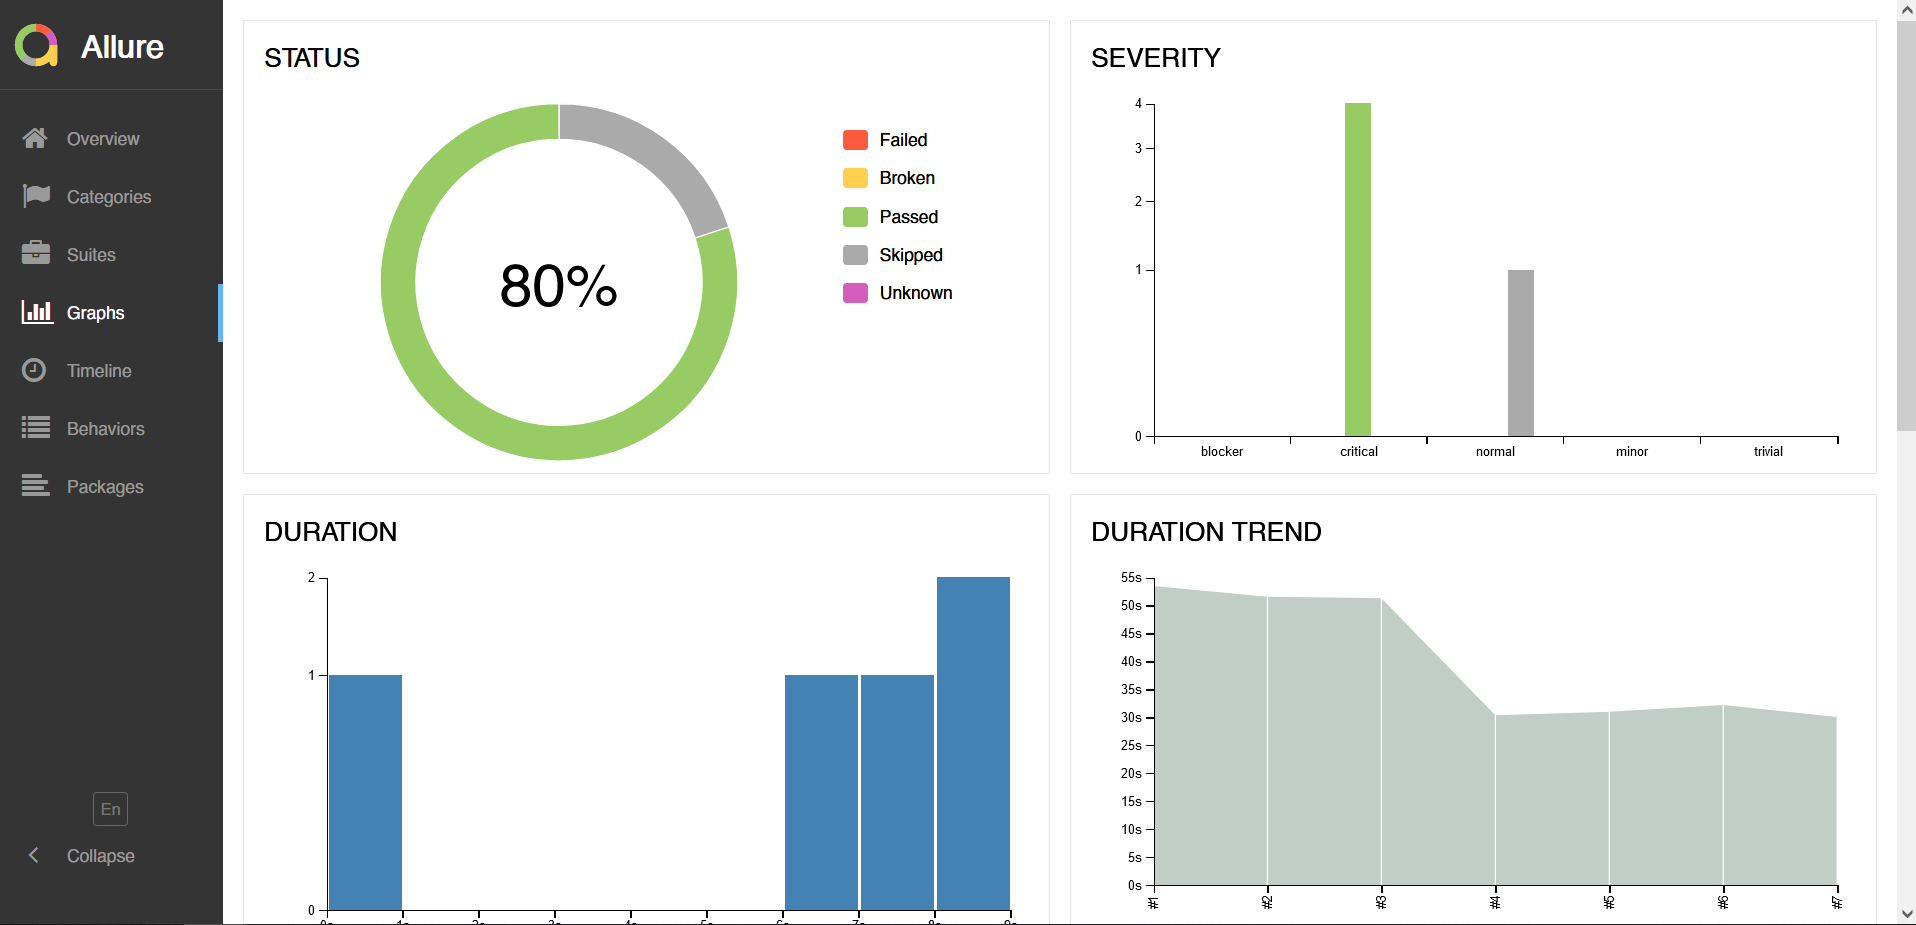 Allure
Overview
Categories
Suites
Graphs
Timeline
Behaviors
Packages
En
Collapse
STATUS
80%
Failed
Broken
Passed
Skipped
Unknown
SEVERITY
4
3
2
1
0
blocker
critical
normal
minor
trivial
DURATION
2
1
0
DURATION TREND
55s
50s
45s
40s
35s
30s
25s
20s
15s
10s
5s
0s
#1
#2
#3
#4
#5
#6
#7